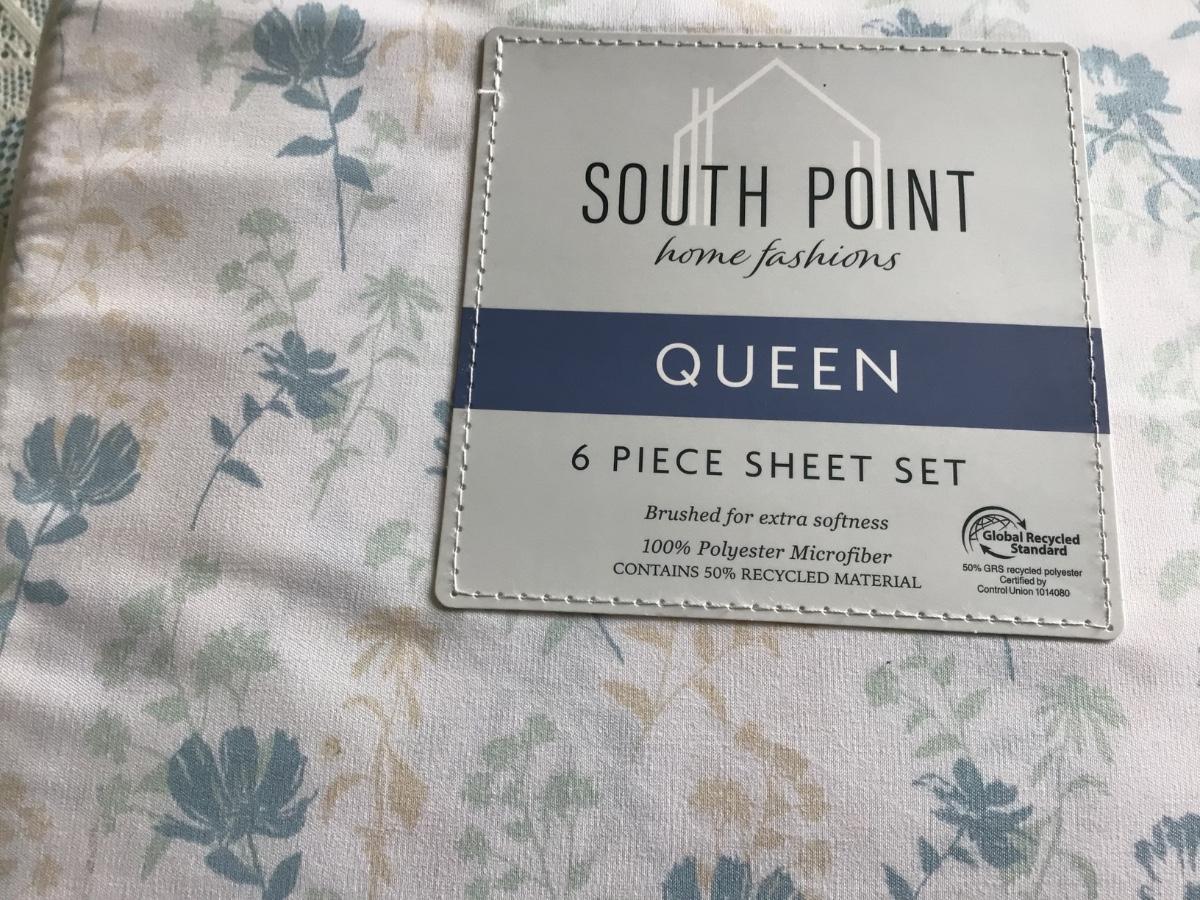 SOUTH POINT
home fashions
QUEEN
6 PIECE SHEET SET
Brushed for extra softness
100% Polyester Microfiber
CONTAINS 50% RECYCLED MATERIAL
Global Recycled
Standard
50% GRS recycled polyester
Certified by
Control Union 1014080